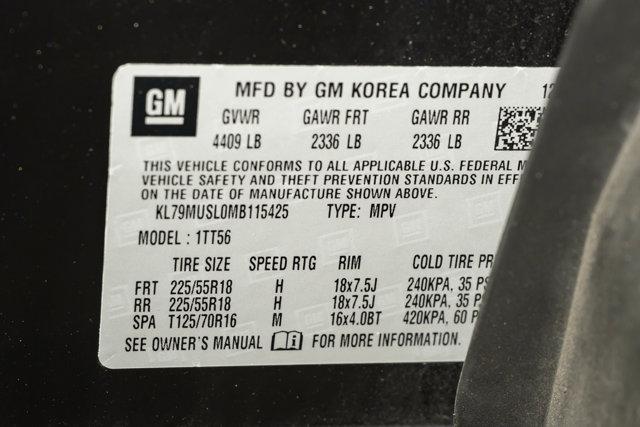 GM MFD BY GM KOREA COMPANY 12
GVWR GAWR FRT GAWR RR
4409 LB 2336 LB 2336 LB
THIS VEHICLE CONFORMS TO ALL APPLICABLE U.S. FEDERAL M
VEHICLE SAFETY AND THEFT PREVENTION STANDARDS IN EFF
ON THE DATE OF MANUFACTURE SHOWN ABOVE.
KL79MUSL0MB115425 TYPE: MPV
MODEL : 1TT56
TIRE SIZE SPEED RTG RIM COLD TIRE PR
FRT 225/55R18 H 18x7.5J 240KPA, 35 PS
RR 225/55R18 H 18x7.5J 240KPA, 35 P
SPA T125/70R16 M 16x4.0BT 420KPA, 60 P
SEE OWNER'S MANUAL FOR MORE INFORMATION.